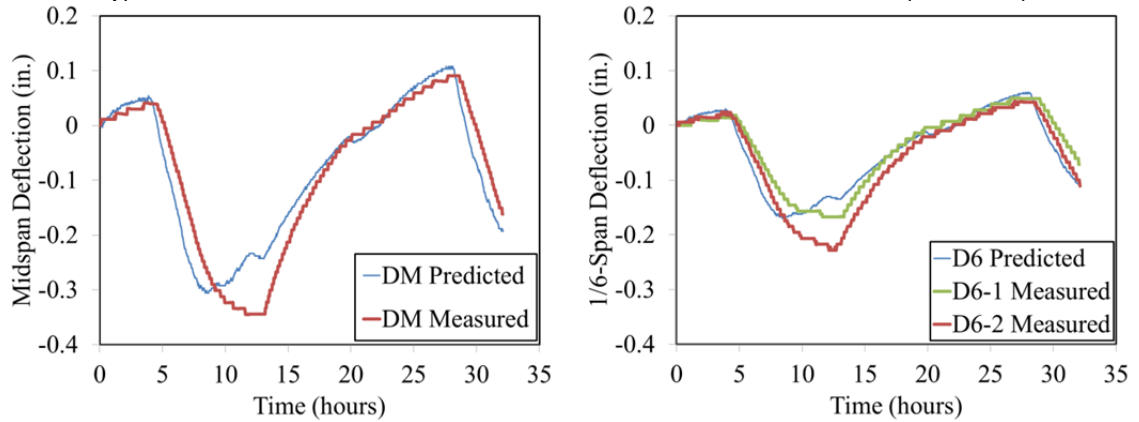 0.2
0.1
0
-0.1
-0.2
-0.3
-0.4
Midspan Deflection (in.)
DM Predicted
DM Measured
0 5 10 15 20 25 30 35
Time (hours)
0.2
0.1
0
-0.1
-0.2
-0.3
-0.4
1/6-Span Deflection (in.)
D6 Predicted
D6-1 Measured
D6-2 Measured
0 5 10 15 20 25 30 35
Time (hours)